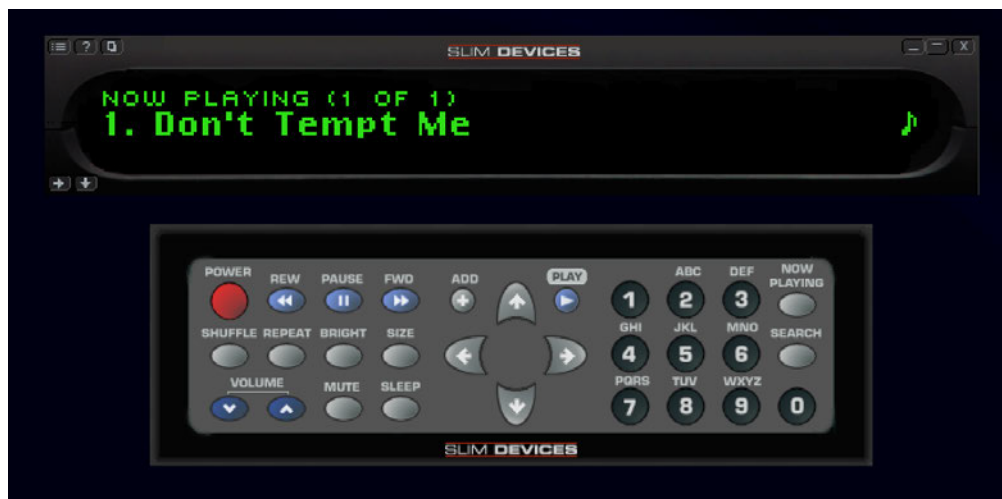 ? X
SLIM DEVICES
NOW PLAYING (1 OF 1)
1. Don't Tempt Me
POWER REW PAUSE FWD ADD PLAY ABC DEF NOW PLAYING
1 2 3
GHI JKL MNO
SHUFFLE REPEAT BRIGHT SIZE 4 5 6 SEARCH
PQRS TUV WXYZ
VOLUME MUTE SLEEP 7 8 9 0
SLIM DEVICES